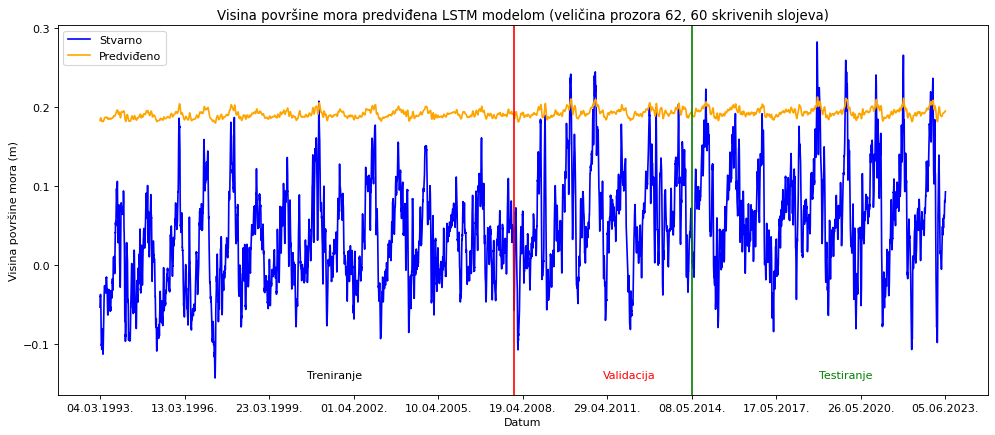 Visina površine mora predviđena LSTM modelom (veličina prozora 62, 60 skrivenih slojeva)
Stvarno
Predviđeno
Visina površine mora (m)
0.3
0.2
0.1
0.0
−0.1
Treniranje
Validacija
Testiranje
04.03.1993.
13.03.1996.
23.03.1999.
01.04.2002.
10.04.2005.
19.04.2008.
29.04.2011.
08.05.2014.
17.05.2017.
26.05.2020.
05.06.2023.
Datum